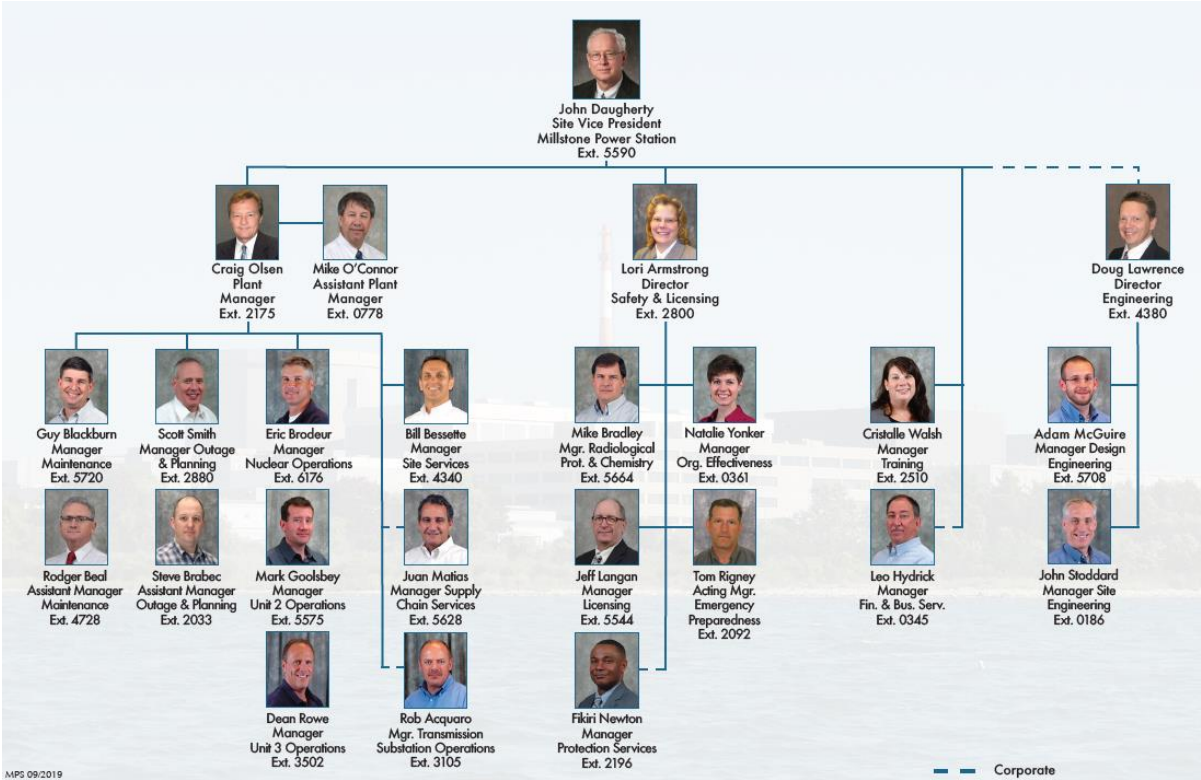 John Daugherty
Site Vice President
Millstone Power Station
Ext. 5590
Craig Olsen
Plant
Manager
Ext. 2175
Mike O'Connor
Assistant Plant
Manager
Ext. 0778
Lori Armstrong
Director
Safety & Licensing
Ext. 2800
Doug Lawrence
Director
Engineering
Ext. 4380
Guy Blackburn
Manager
Maintenance
Ext. 5720
Scott Smith
Manager Outage
& Planning
Ext. 2880
Eric Brodeur
Manager
Nuclear Operations
Ext. 6176
Bill Bessette
Manager
Site Services
Ext. 4340
Mike Bradley
Mgr. Radiological
Prot. & Chemistry
Ext. 5664
Natalie Yonker
Manager
Org. Effectiveness
Ext. 0361
Cristalle Walsh
Manager
Training
Ext. 2510
Adam McGuire
Manager Design
Engineering
Ext. 5708
Rodger Beal
Assistant Manager
Maintenance
Ext. 4728
Steve Brabec
Assistant Manager
Outage & Planning
Ext. 2033
Mark Goolsbey
Manager
Unit 2 Operations
Ext. 5575
Juan Matias
Manager Supply
Chain Services
Ext. 5628
Jeff Langan
Manager
Licensing
Ext. 5544
Tom Rigney
Acting Mgr.
Emergency
Preparedness
Ext. 2092
Leo Hydrick
Manager
Fin. & Bus. Serv.
Ext. 0345
John Stoddard
Manager Site
Engineering
Ext. 0186
Dean Rowe
Manager
Unit 3 Operations
Ext. 3502
Rob Acquaro
Mgr. Transmission
Substation Operations
Ext. 3105
Fikiri Newton
Manager
Protection Services
Ext. 2196
MPS 09/2019
Corporate